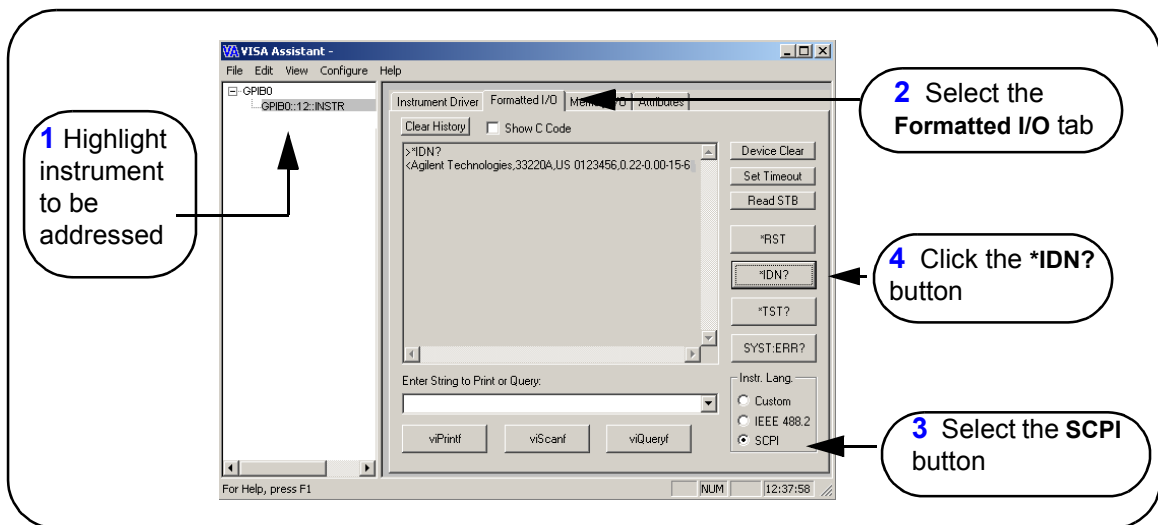 VA VISA Assistant -
File Edit View Configure Help
GPIB0
GPIB0::12::INSTR
Instrument Driver Formatted I/O Attributes
Clear History Show C Code
>*IDN?
<Agilent Technologies,33220A,US 0123456,0.22-0.00-15-6
Device Clear
Set Timeout
Read STB
*RST
*IDN?
*TST?
SYST:ERR?
Enter String to Print or Query:
viPrintf viScanf viQueryf
Instr. Lang.
Custom
IEEE 488.2
SCPI
For Help, press F1 NUM 12:37:58
1 Highlight
instrument
to be
addressed
2 Select the
Formatted I/O tab
3 Select the SCPI
button
4 Click the *IDN?
button